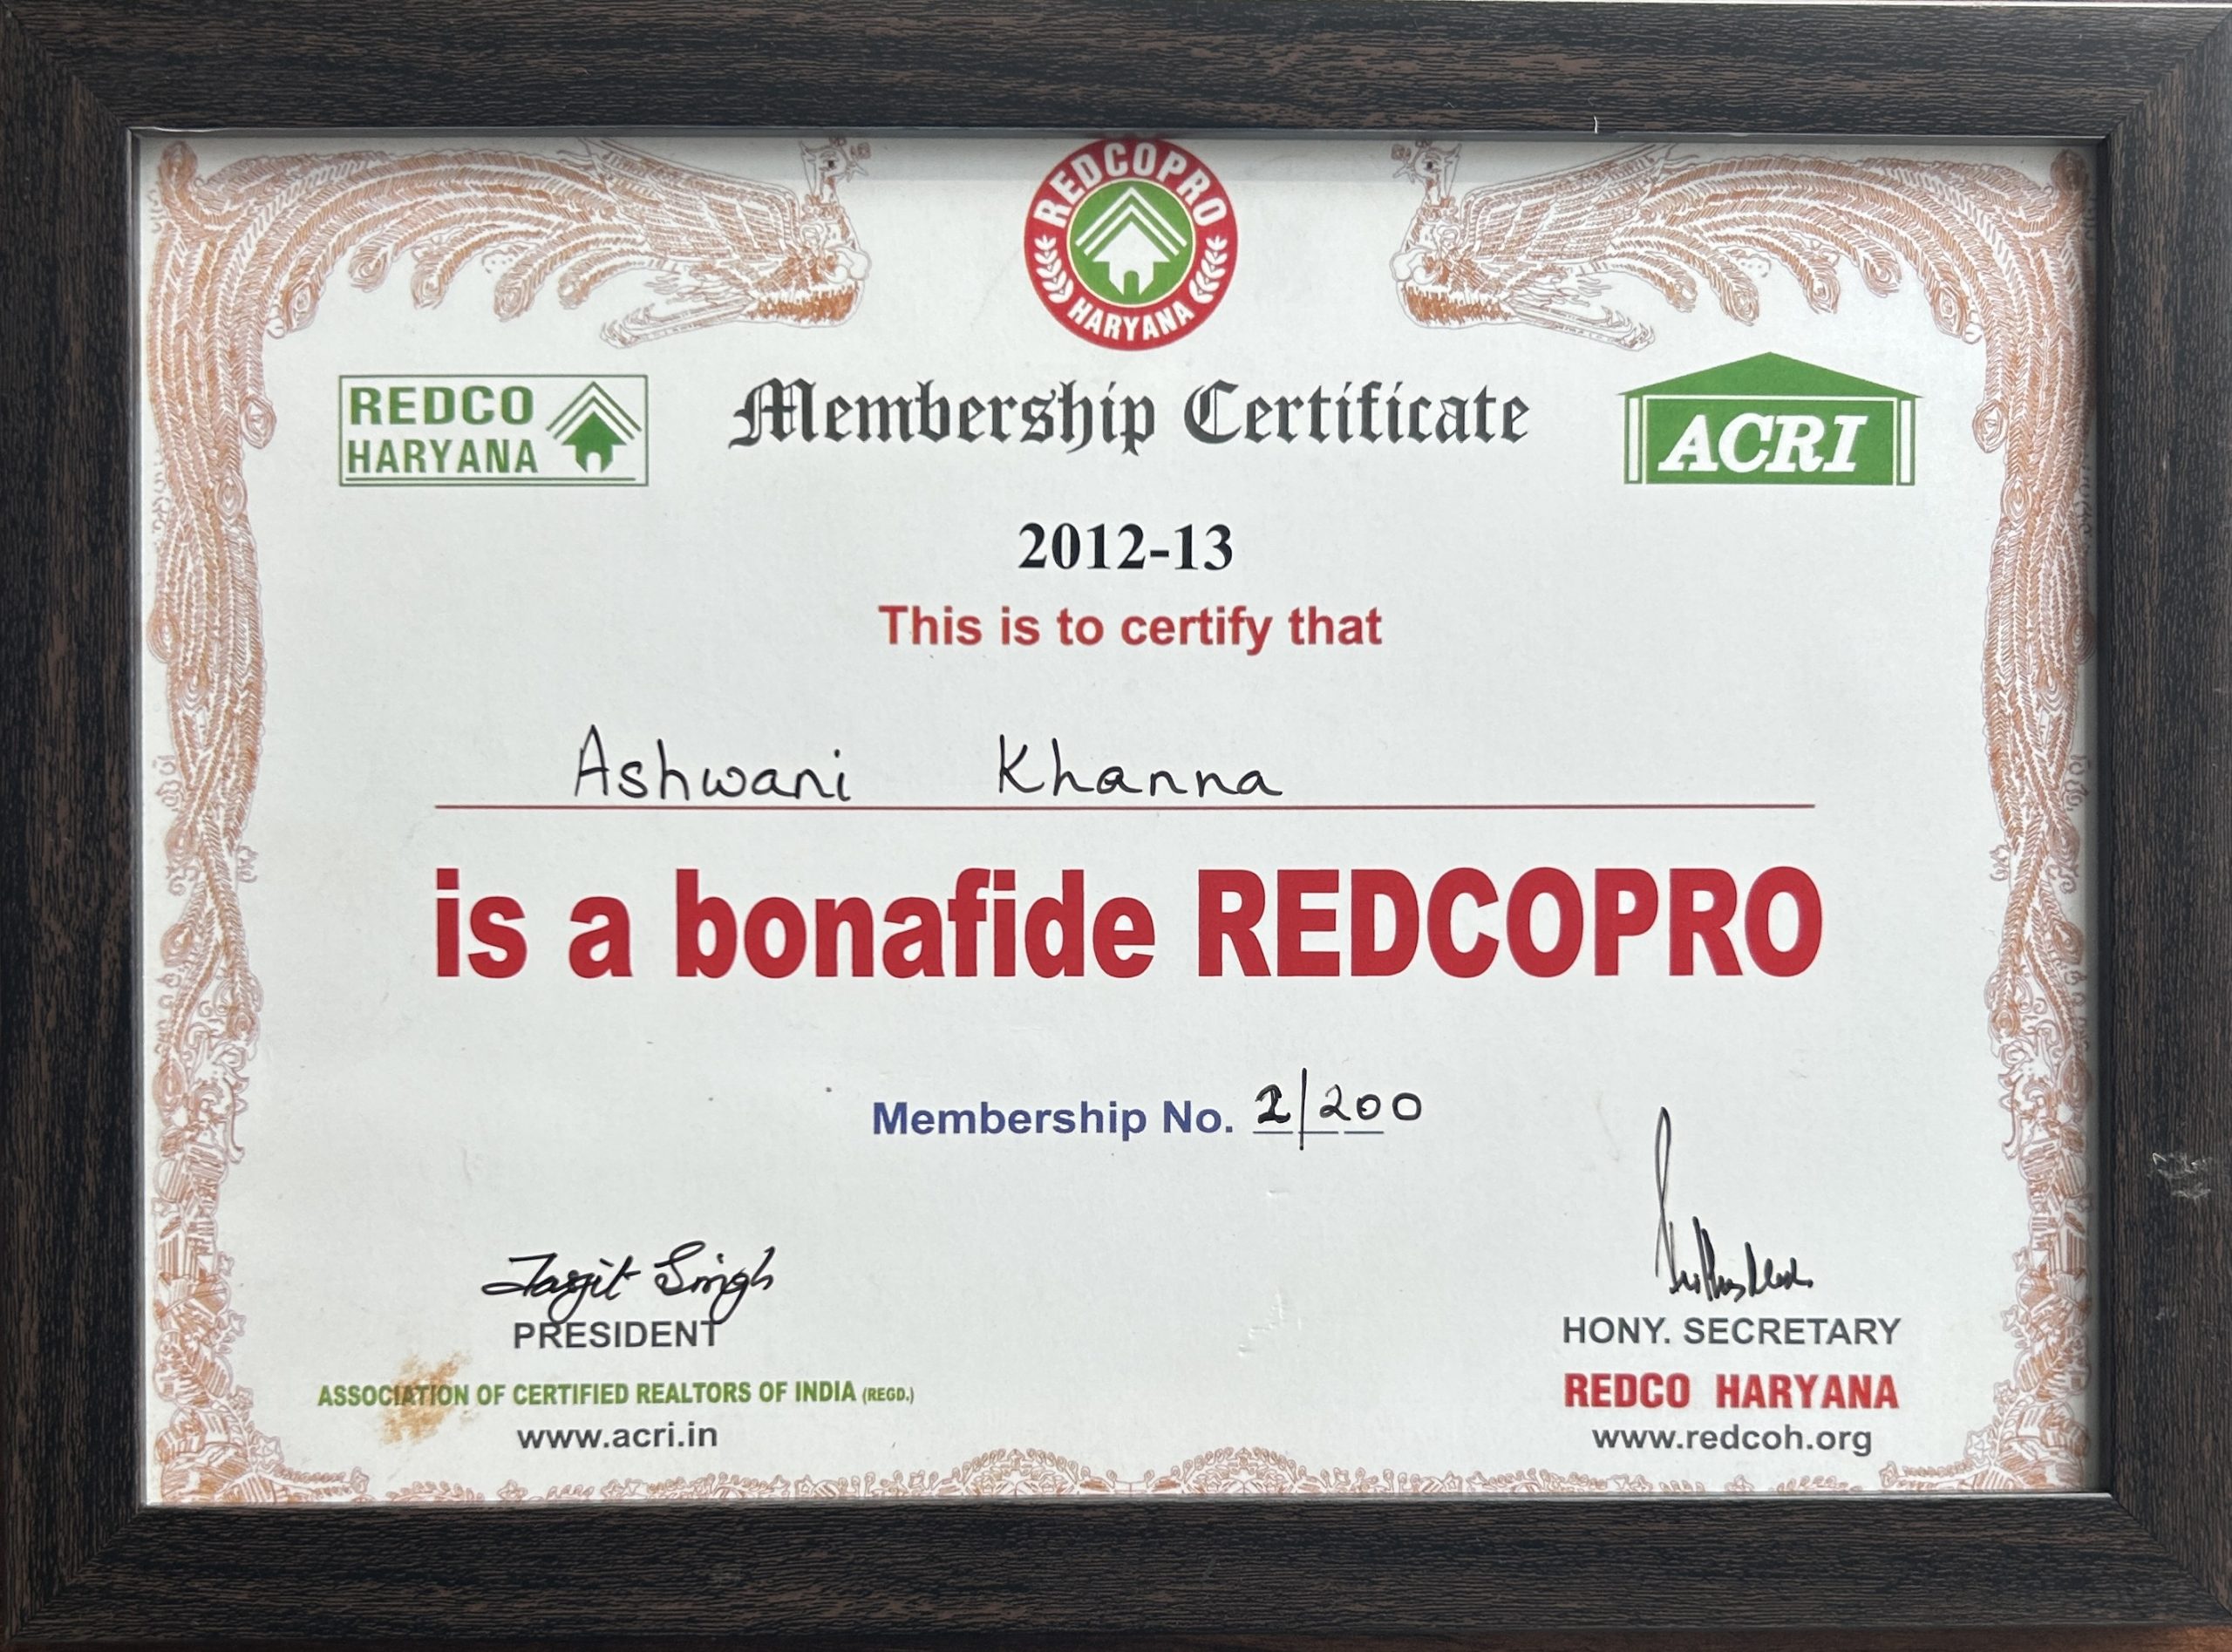 REDCOPRO
HARYANA
REDCO
HARYANA
Membership Certificate
ACRI
2012-13
This is to certify that
Ashwani Khanna
is a bonafide REDCOPRO
Membership No. 2/200
Jagjit Singh
PRESIDENT
ASSOCIATION OF CERTIFIED REALTORS OF INDIA (REGD.)
www.acri.in
HONY. SECRETARY
REDCO HARYANA
www.redcoh.org